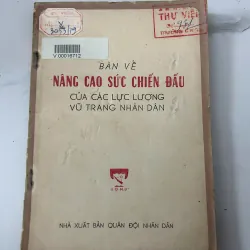 THƯ VIỆN
V 00018712
BÀN VỀ
NÂNG CAO SỨC CHIẾN ĐẤU
CỦA CÁC LỰC LƯỢNG
VŨ TRANG NHÂN DÂN
NHÀ XUẤT BẢN QUÂN ĐỘI NHÂN DÂN